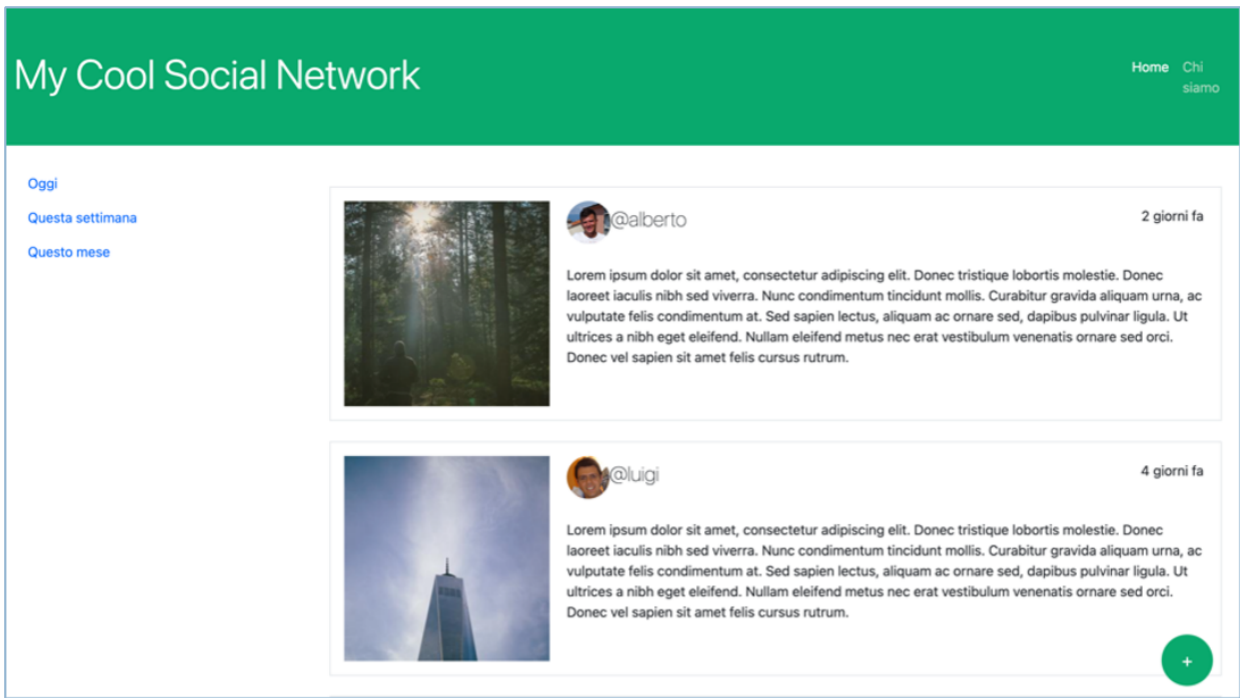 My Cool Social Network
Home
Chi
siamo
Oggi
Questa settimana
Questo mese
@alberto
2 giorni fa
Lorem ipsum dolor sit amet, consectetur adipiscing elit. Donec tristique lobortis molestie. Donec
laoreet iaculis nibh sed viverra. Nunc condimentum tincidunt mollis. Curabitur gravida aliquam urna, ac
vulputate felis condimentum at. Sed sapien lectus, aliquam ac ornare sed, dapibus pulvinar ligula. Ut
ultrices a nibh eget eleifend. Nullam eleifend metus nec erat vestibulum venenatis ornare sed orci.
Donec vel sapien sit amet felis cursus rutrum.
@luigi
4 giorni fa
Lorem ipsum dolor sit amet, consectetur adipiscing elit. Donec tristique lobortis molestie. Donec
laoreet iaculis nibh sed viverra. Nunc condimentum tincidunt mollis. Curabitur gravida aliquam urna, ac
vulputate felis condimentum at. Sed sapien lectus, aliquam ac ornare sed, dapibus pulvinar ligula. Ut
ultrices a nibh eget eleifend. Nullam eleifend metus nec erat vestibulum venenatis ornare sed orci.
Donec vel sapien sit amet felis cursus rutrum.
+